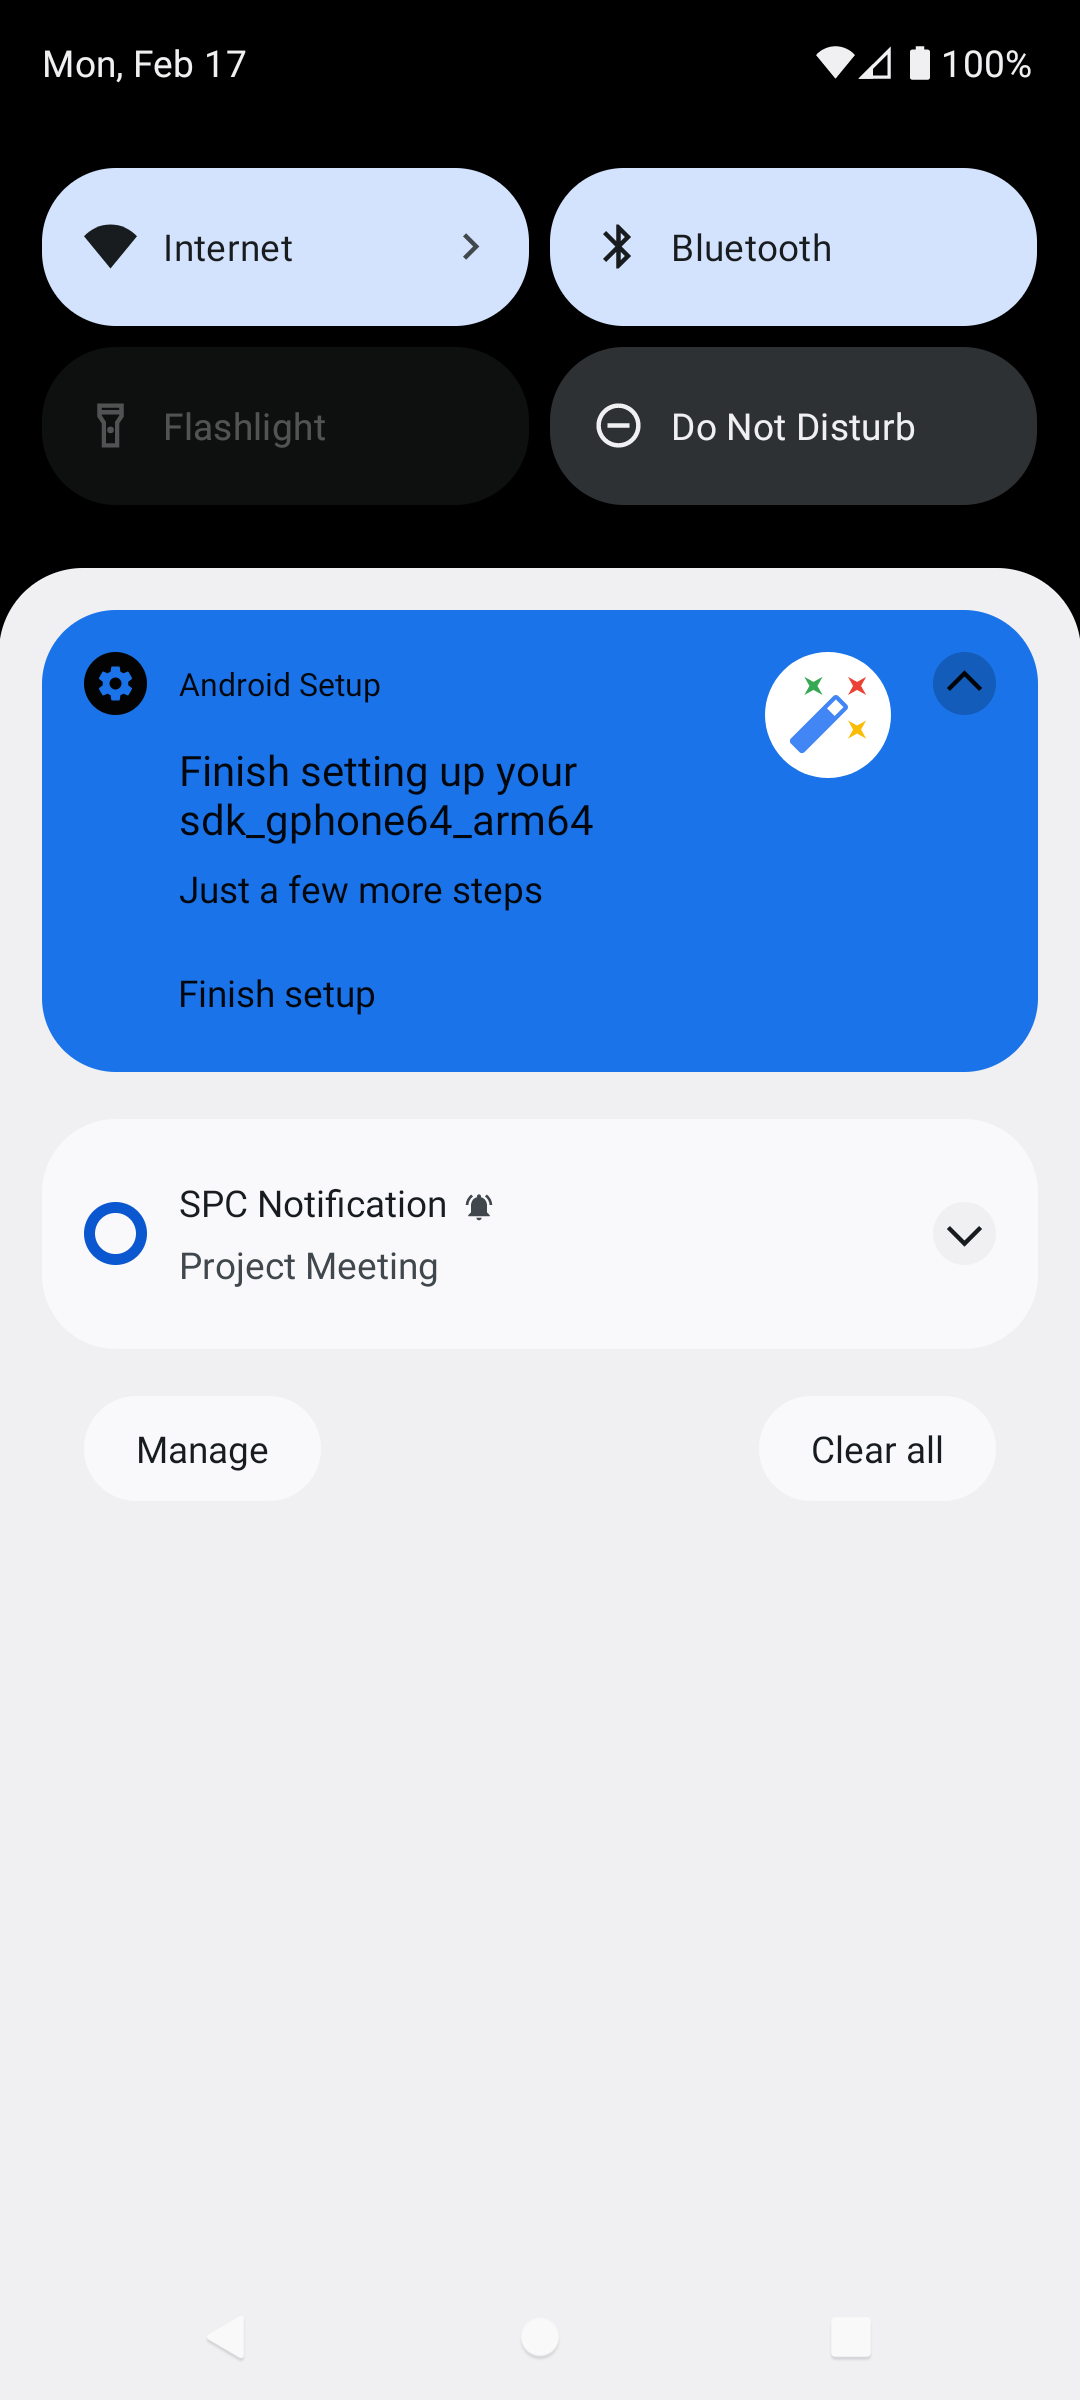 Mon, Feb 17
100%
Internet
Bluetooth
Flashlight
Do Not Disturb
Android Setup
Finish setting up your
sdk_gphone64_arm64
Just a few more steps
Finish setup
SPC Notification
Project Meeting
Manage
Clear all